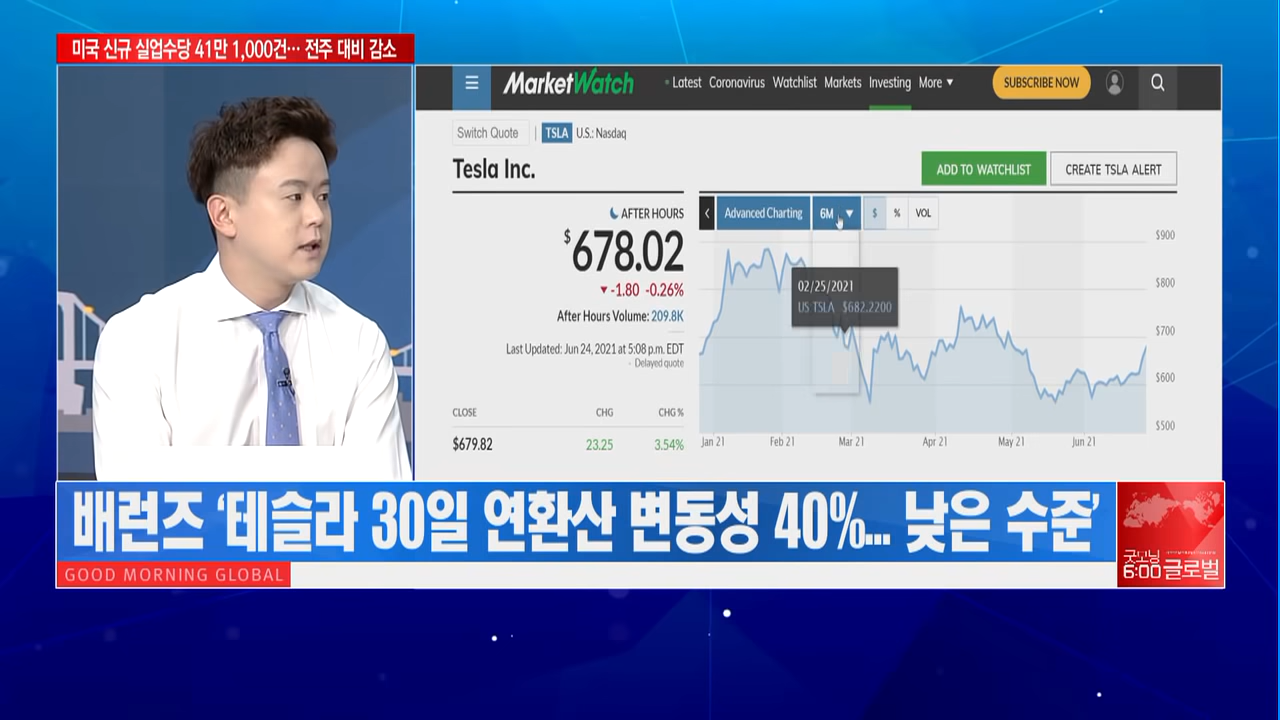 미국 신규 실업수당 41만 1,000건… 전주 대비 감소
MarketWatch
Latest Coronavirus Watchlist Markets Investing More
SUBSCRIBE NOW
Switch Quote | TSLA U.S.: Nasdaq
Tesla Inc.
ADD TO WATCHLIST CREATE TSLA ALERT
AFTER HOURS
$678.02
-1.80 -0.26%
After Hours Volume: 209.8K
Last Updated: Jun 24, 2021 at 5:08 p.m. EDT
Delayed quote
CLOSE CHG CHG %
$679.82 23.25 3.54%
Advanced Charting 6M $ % VOL
$900
$800
02/25/2021
US TSLA $682.2200
$700
$600
$500
Jan 21 Feb 21 Mar 21 Apr 21 May 21 Jun 21
배런즈 ‘테슬라 30일 연환산 변동성 40%... 낮은 수준’
GOOD MORNING GLOBAL
굿모닝
6:00 글로벌